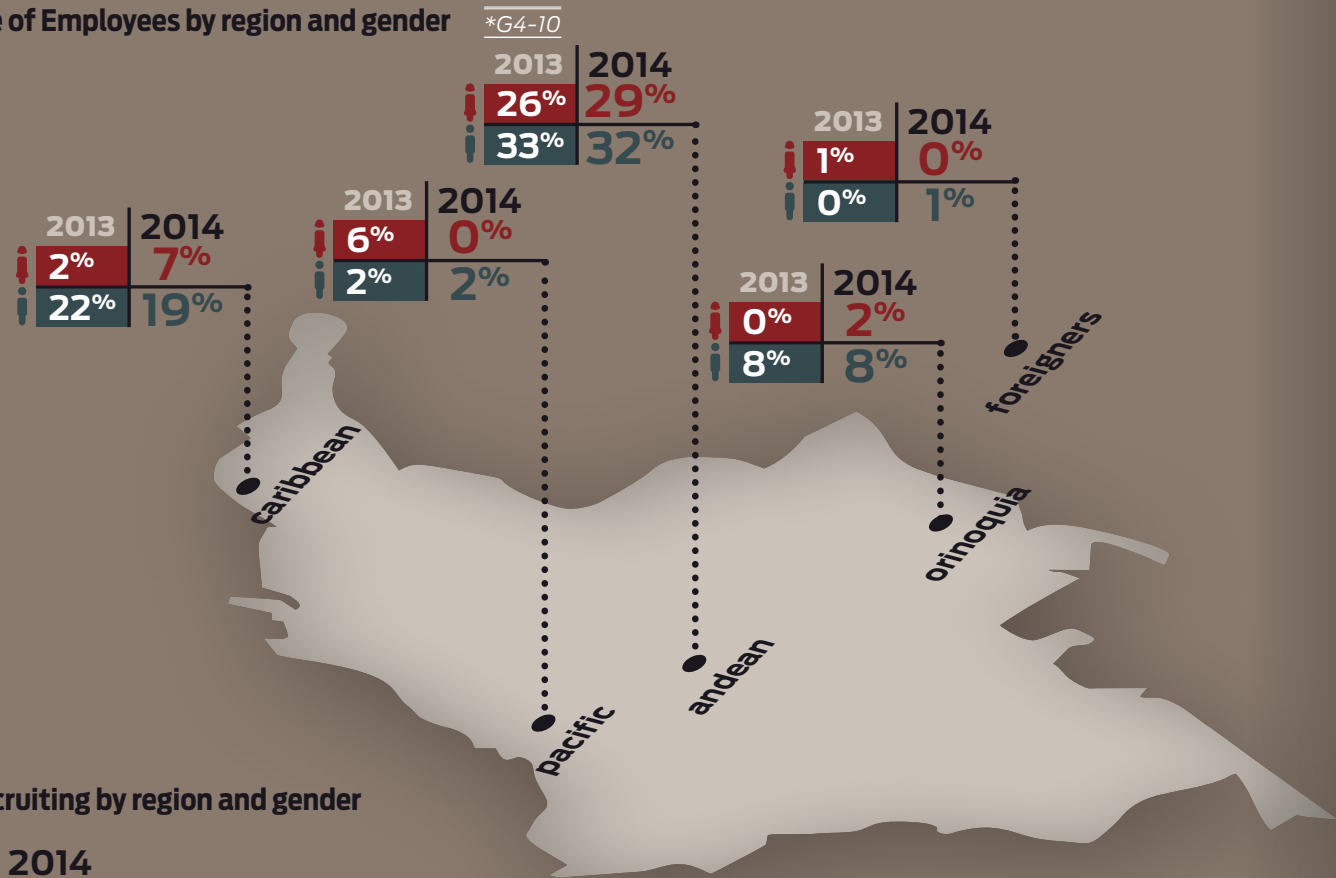 of Employees by region and gender *G4-10
2013 2014
26% 29%
33% 32%
2013 2014
1% 0%
0% 1%
2013 2014
6% 0%
2% 2%
2013 2014
2% 7%
22% 19%
2013 2014
0% 2%
8% 8%
foreigners
caribbean
orinoquia
andean
pacific
by region and gender
2014